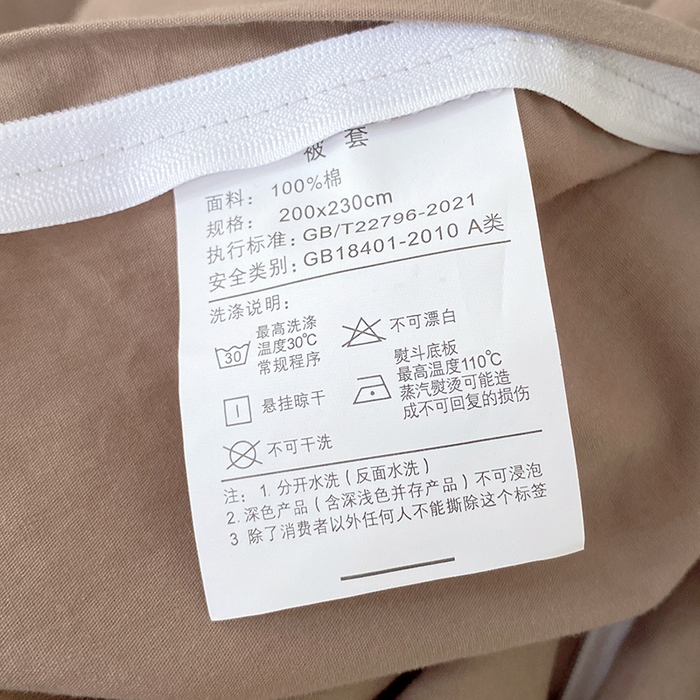 被套
面料: 100%棉
规格: 200x230cm
执行标准: GB/T22796-2021
安全类别: GB18401-2010 A类
洗涤说明:
30
最高洗涤
温度30℃
常规程序
不可漂白
悬挂晾干
熨斗底板
最高温度110℃
蒸汽熨烫可能造
成不可回复的损伤
不可干洗
注: 1. 分开水洗(反面水洗)
2. 深色产品(含深浅色并存产品)不可浸泡
3 除了消费者以外任何人不能撕除这个标签